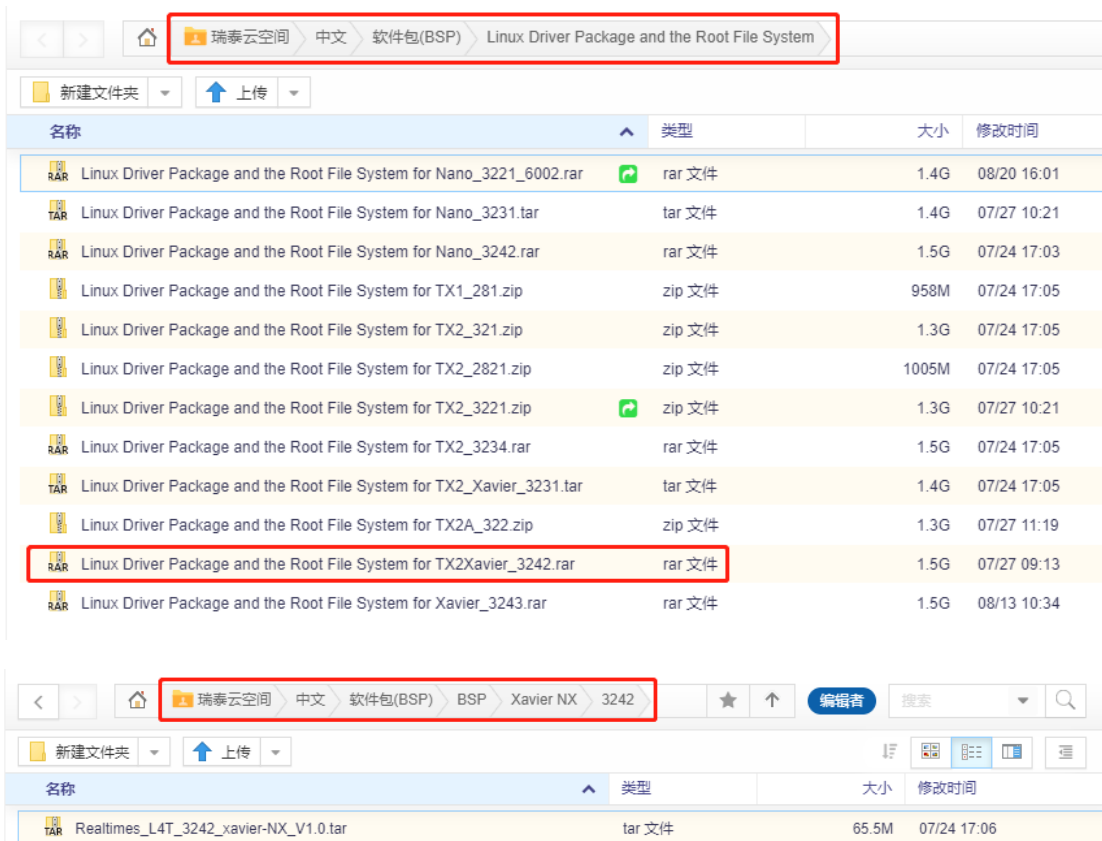 瑞泰云空间 中文 软件包(BSP) Linux Driver Package and the Root File System
新建文件夹 上传
名称 类型 大小 修改时间
RAR Linux Driver Package and the Root File System for Nano_3221_6002.rar rar 文件 1.4G 08/20 16:01
TAR Linux Driver Package and the Root File System for Nano_3231.tar tar 文件 1.4G 07/27 10:21
RAR Linux Driver Package and the Root File System for Nano_3242.rar rar 文件 1.5G 07/24 17:03
Linux Driver Package and the Root File System for TX1_281.zip zip 文件 958M 07/24 17:05
Linux Driver Package and the Root File System for TX2_321.zip zip 文件 1.3G 07/24 17:05
Linux Driver Package and the Root File System for TX2_2821.zip zip 文件 1005M 07/24 17:05
Linux Driver Package and the Root File System for TX2_3221.zip zip 文件 1.3G 07/27 10:21
RAR Linux Driver Package and the Root File System for TX2_3234.rar rar 文件 1.5G 07/24 17:05
TAR Linux Driver Package and the Root File System for TX2_Xavier_3231.tar tar 文件 1.4G 07/24 17:05
Linux Driver Package and the Root File System for TX2A_322.zip zip 文件 1.3G 07/27 11:19
RAR Linux Driver Package and the Root File System for TX2Xavier_3242.rar rar 文件 1.5G 07/27 09:13
RAR Linux Driver Package and the Root File System for Xavier_3243.rar rar 文件 1.5G 08/13 10:34
瑞泰云空间 中文 软件包(BSP) BSP Xavier NX 3242 编辑者 搜索
新建文件夹 上传
名称 类型 大小 修改时间
TAR Realtimes_L4T_3242_xavier-NX_V1.0.tar tar 文件 65.5M 07/24 17:06